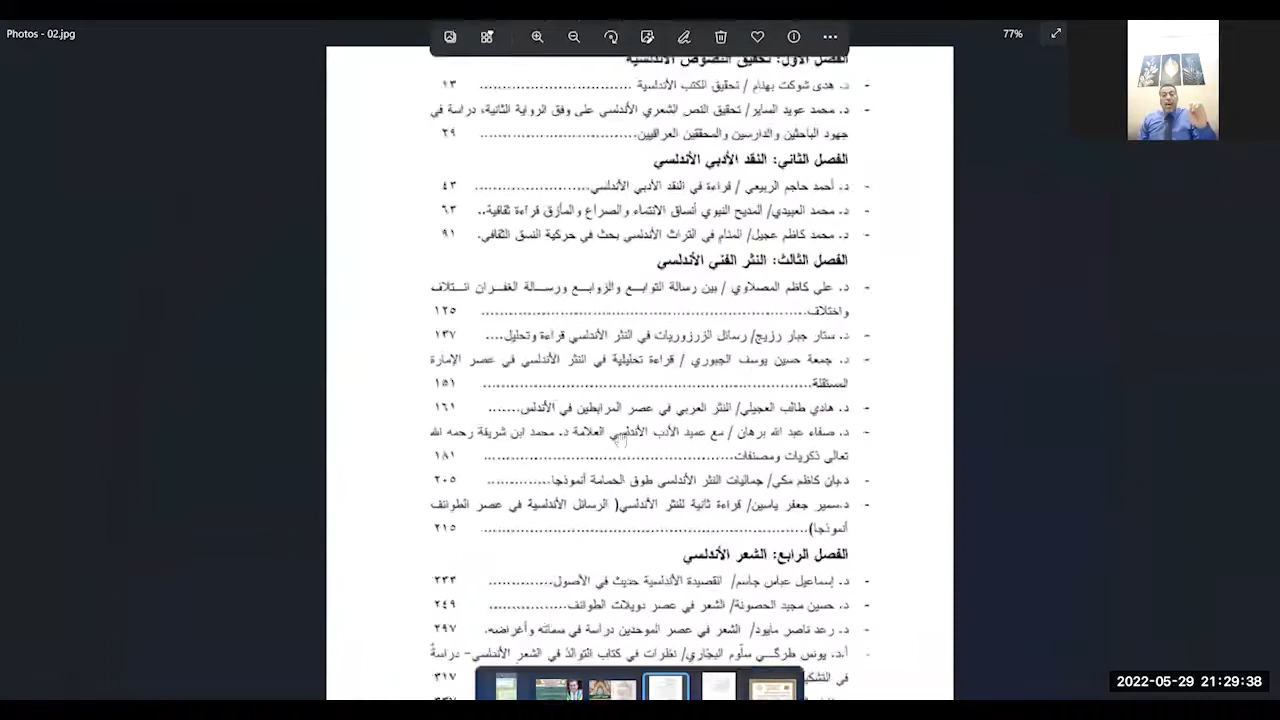 Photos - 02.jpg
77%
الفصل الأول: تحقيق النصوص الأندلسية
- د. هدى شوكت بهنام / تحقيق الكتب الأندلسية ................................ ١٣
- د. محمد عويد الساير/ تحقيق النص الشعري الأندلسي على وفق الرواية الثانية، دراسة في
جهود الباحثين والدارسين والمحققين العراقيين................................. ٢٩
الفصل الثاني: النقد الأدبي الأندلسي
- د. أحمد حاجم الربيعي / قراءة في النقد الأدبي الأندلسي........................ ٤٣
- د. محمد العبيدي/ المديح النبوي أنساق الانتماء والصراع والمأزق قراءة ثقافية.. ٦٣
- د. محمد كاظم عجيل/ المنام في التراث الأندلسي بحث في حركية النسق الثقافي. ٩١
الفصل الثالث: النثر الفني الأندلسي
- د. علي كاظم المصلاوي / بين رسالة التوابع والزوابع ورسالة الغفران ائتلاف
واختلاف..................................................................... ١٢٥
- د. ستار جبار رزيج/ رسائل الزرزوريات في النثر الأندلسي قراءة وتحليل.... ١٣٧
- د. جمعة حسين يوسف الجبوري / قراءة تحليلية في النثر الأندلسي في عصر الإمارة
المستقلة..................................................................... ١٥١
- د. هادي طالب العجيلي/ النثر العربي في عصر المرابطين في الأندلس....... ١٦١
- د. صفاء عبد الله برهان / مع عميد الأدب الأندلسي العلامة د. محمد ابن شريفة رحمه الله
تعالى ذكريات ومصنفات..................................................... ١٨١
- د.بان كاظم مكي/ جماليات النثر الأندلسي طوق الحمامة أنموذجا............. ٢٠٥
- د.سمير جعفر ياسين/ قراءة ثانية للنثر الأندلسي( الرسائل الأندلسية في عصر الطوائف
أنموذجا)..................................................................... ٢١٥
الفصل الرابع: الشعر الأندلسي
- د. إسماعيل عباس جاسم/ القصيدة الأندلسية حديث في الأصول............. ٢٣٣
- د. حسين مجيد الحصونة/ الشعر في عصر دويلات الطوائف................. ٢٤٩
- د. رعد ناصر مايود/ الشعر في عصر الموحدين دراسة في سماته وأغراضه. ٢٩٧
- أ.د. يونس طركي سلّوم البجّاري/ نظرات في كتاب التوالد في الشعر الأندلسي- دراسةٌ
في ٣١٧
2022-05-29 21:29:38